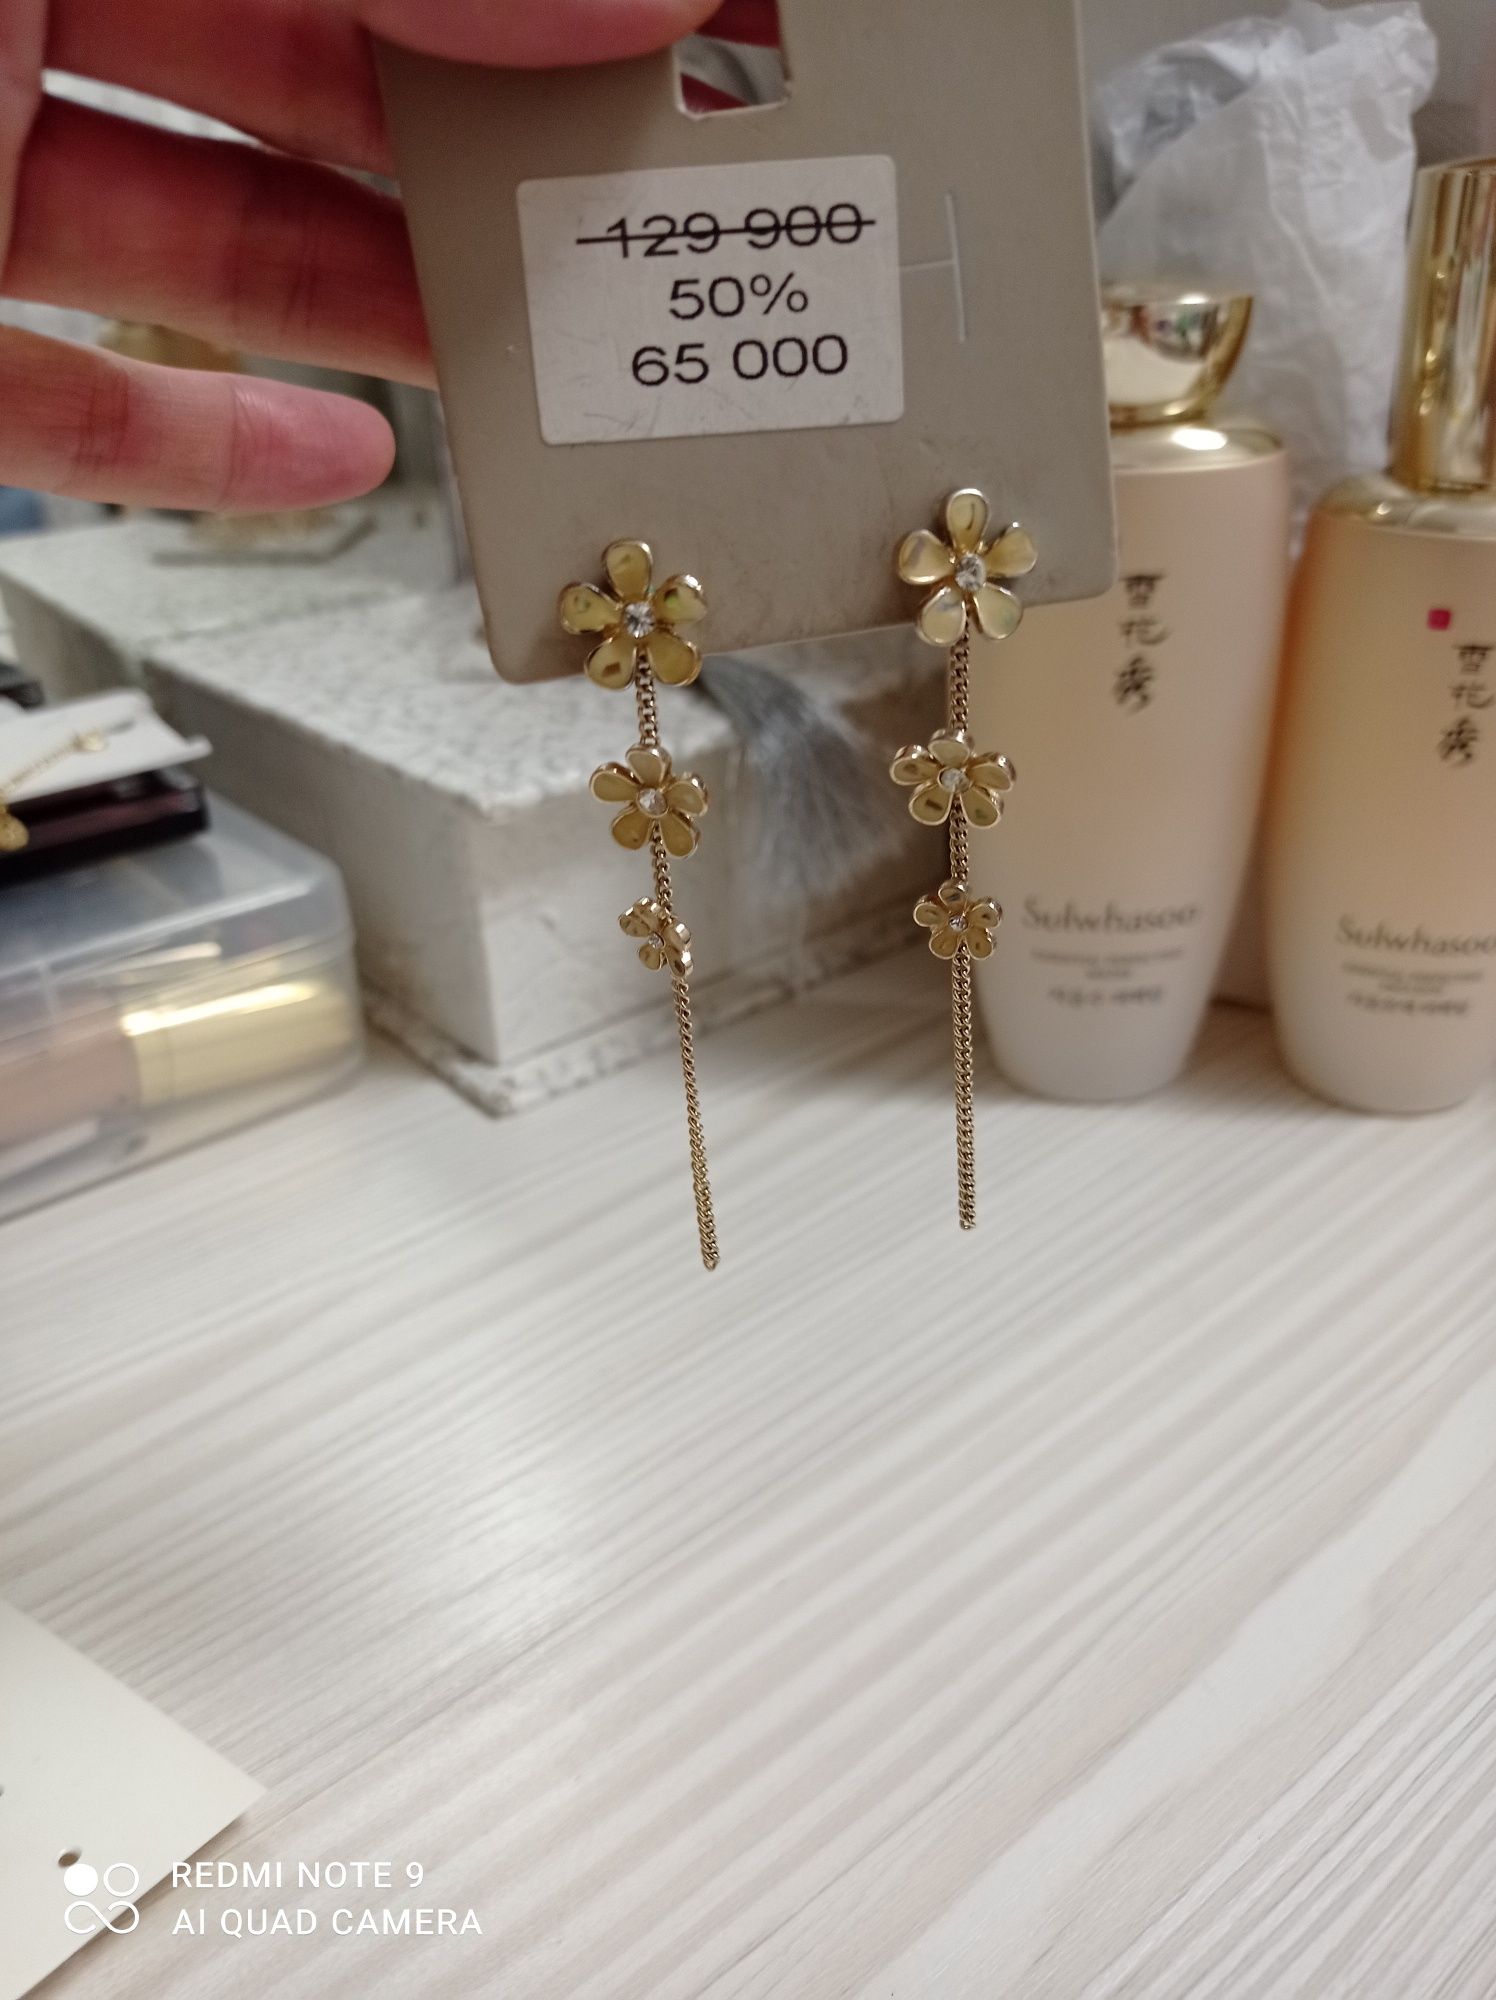 129 900
50%
65 000
雪花秀
Sulwhasoo
雪花秀
Sulwhasoo
REDMI NOTE 9
AI QUAD CAMERA